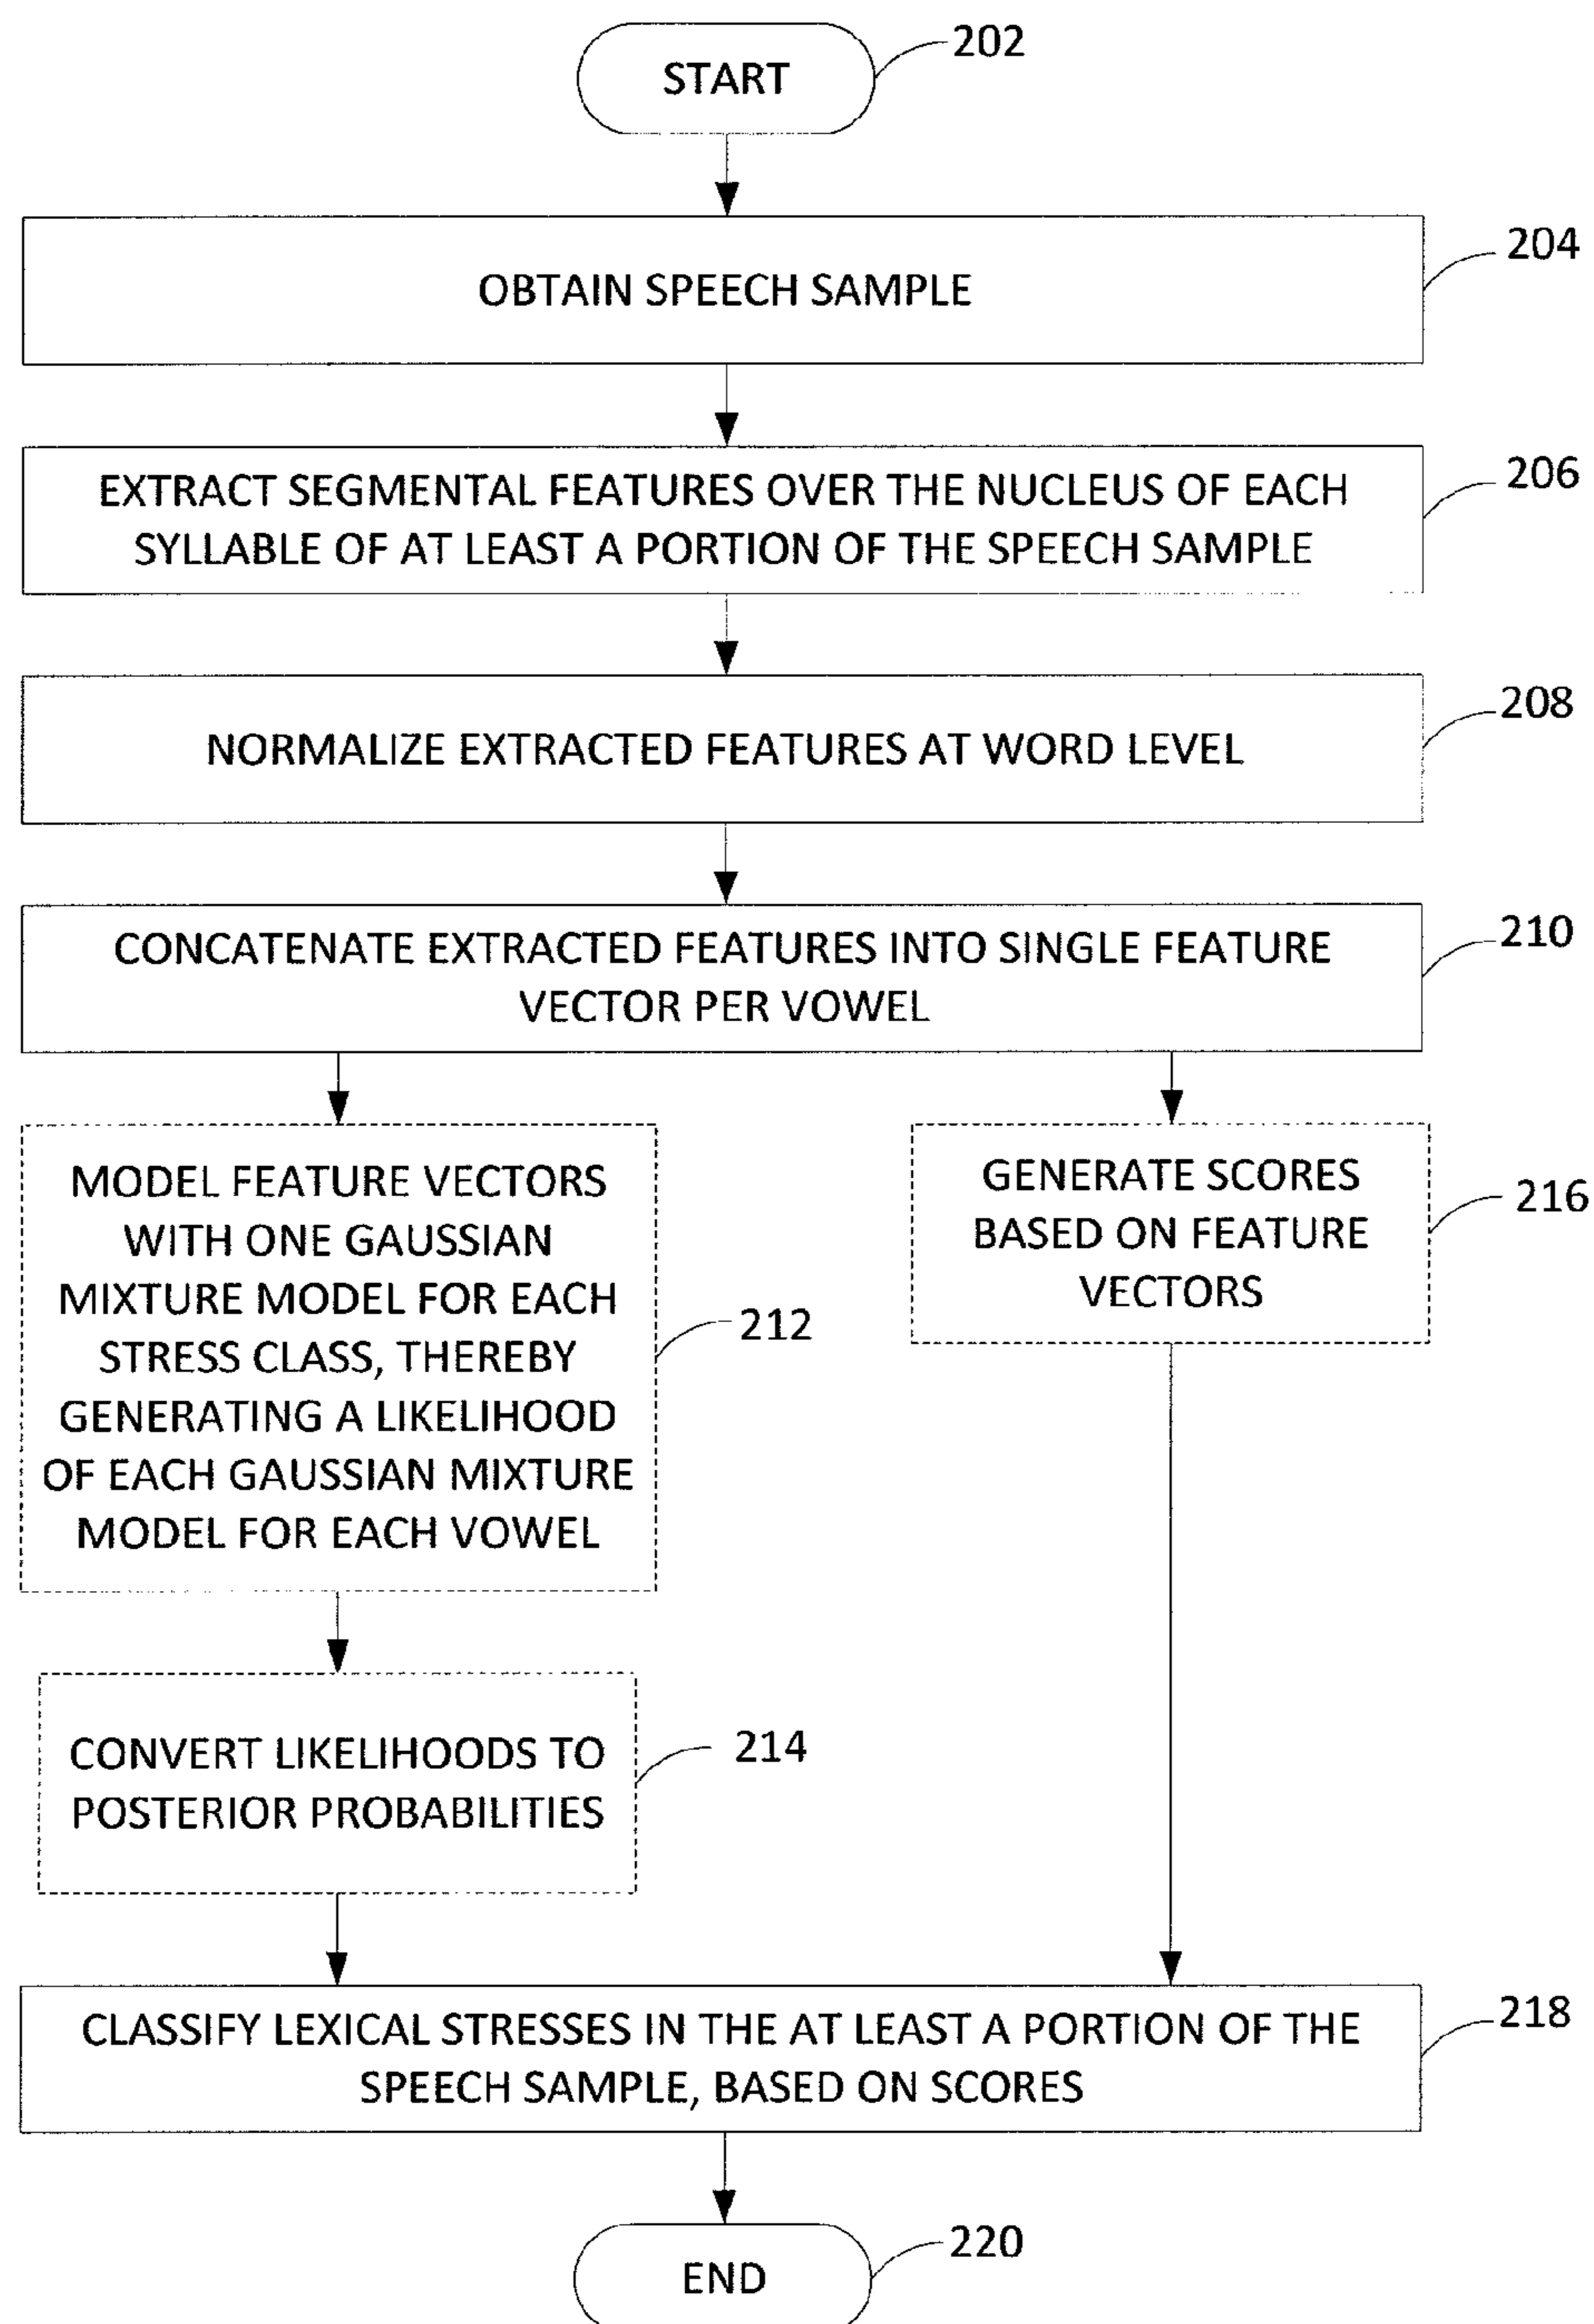 START
202
OBTAIN SPEECH SAMPLE
204
EXTRACT SEGMENTAL FEATURES OVER THE NUCLEUS OF EACH
SYLLABLE OF AT LEAST A PORTION OF THE SPEECH SAMPLE
206
NORMALIZE EXTRACTED FEATURES AT WORD LEVEL
208
CONCATENATE EXTRACTED FEATURES INTO SINGLE FEATURE
VECTOR PER VOWEL
210
MODEL FEATURE VECTORS
WITH ONE GAUSSIAN
MIXTURE MODEL FOR EACH
STRESS CLASS, THEREBY
GENERATING A LIKELIHOOD
OF EACH GAUSSIAN MIXTURE
MODEL FOR EACH VOWEL
212
GENERATE SCORES
BASED ON FEATURE
VECTORS
216
CONVERT LIKELIHOODS TO
POSTERIOR PROBABILITIES
214
CLASSIFY LEXICAL STRESSES IN THE AT LEAST A PORTION OF THE
SPEECH SAMPLE, BASED ON SCORES
218
END
220